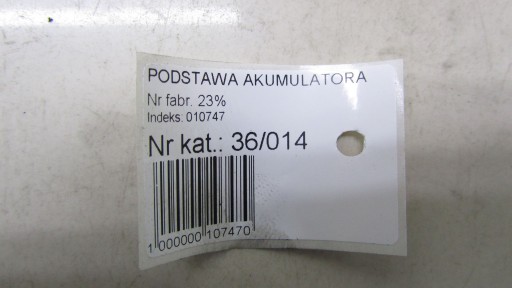 PODSTAWA AKUMULATORA
Nr fabr. 23%
Indeks: 010747
Nr kat.: 36/014
1 000000 107470